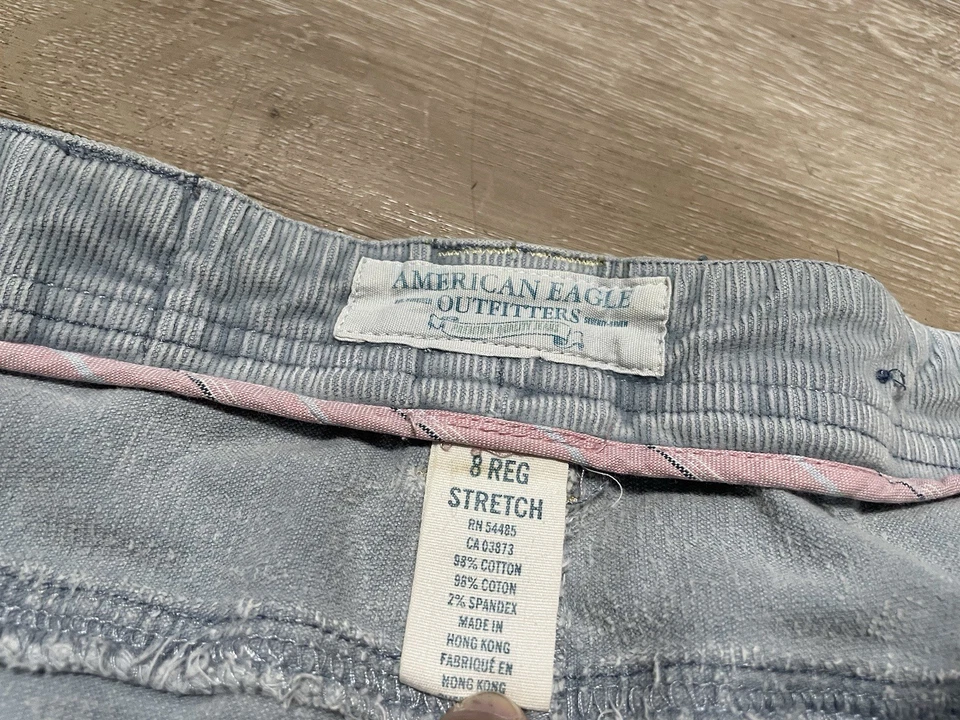 AMERICAN EAGLE
OUTFITTERS
8 REG
STRETCH
RN 54485
CA 03873
98% COTTON
98% COTON
2% SPANDEX
MADE IN
HONG KONG
FABRIQUÉ EN
HONG KONG